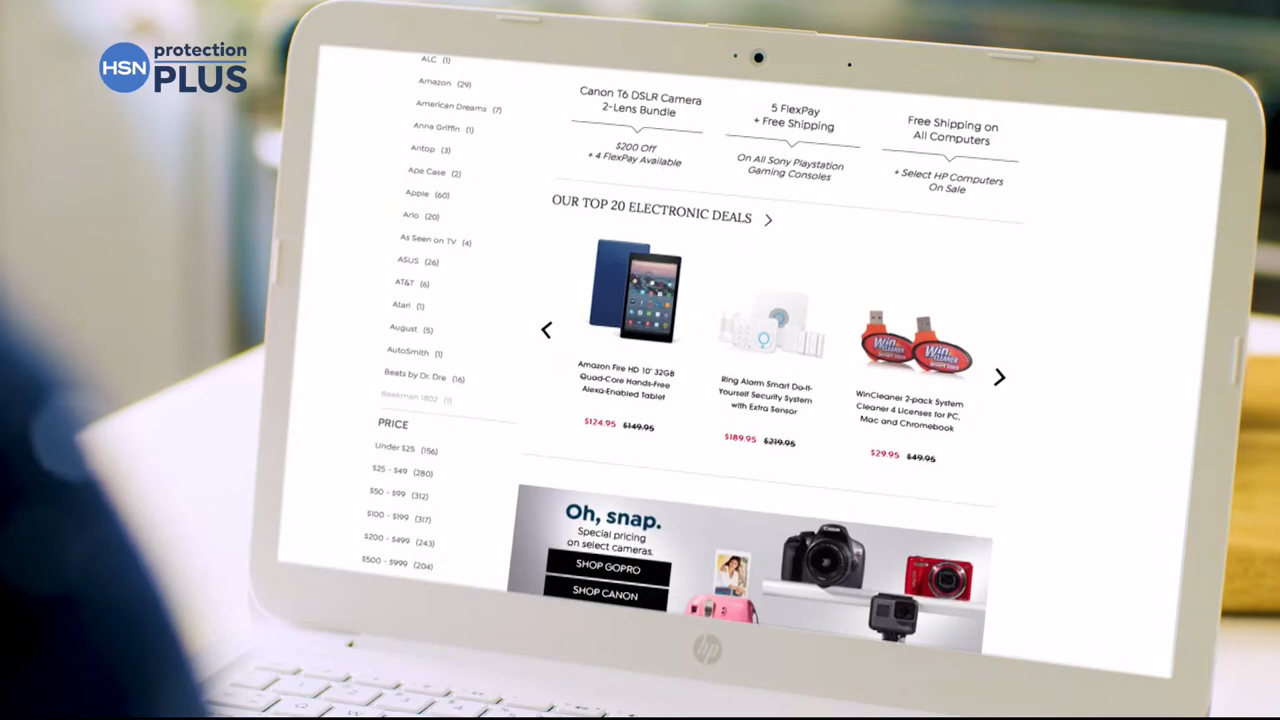 HSN
protection
PLUS
ALC (1)
Amazon (29)
American Dreams (7)
Anna Griffin (1)
Antop (3)
Ape Case (2)
Apple (60)
Arlo (20)
As Seen on TV (4)
ASUS (26)
AT&T (6)
Atari (1)
August (5)
AutoSmith (1)
Beats by Dr. Dre (16)
Beekman 1802 (1)
PRICE
Under $25 (156)
$25 - $49 (280)
$50 - $99 (312)
$100 - $199 (317)
$200 - $499 (243)
$500 - $999 (204)
Canon T6 DSLR Camera
2-Lens Bundle
$200 Off
+ 4 FlexPay Available
5 FlexPay
+ Free Shipping
On All Sony Playstation
Gaming Consoles
Free Shipping on
All Computers
+ Select HP Computers
On Sale
OUR TOP 20 ELECTRONIC DEALS
Amazon Fire HD 10" 32GB
Quad-Core Hands-Free
Alexa-Enabled Tablet
$124.95 $149.95
Ring Alarm Smart Do-It-
Yourself Security System
with Extra Sensor
$189.95 $219.95
Win
CLEANER
Win
CLEANER
WinCleaner 2-pack System
Cleaner 4 Licenses for PC,
Mac and Chromebook
$29.95 $49.95
Oh, snap.
Special pricing
on select cameras.
SHOP GOPRO
SHOP CANON
Canon
hp